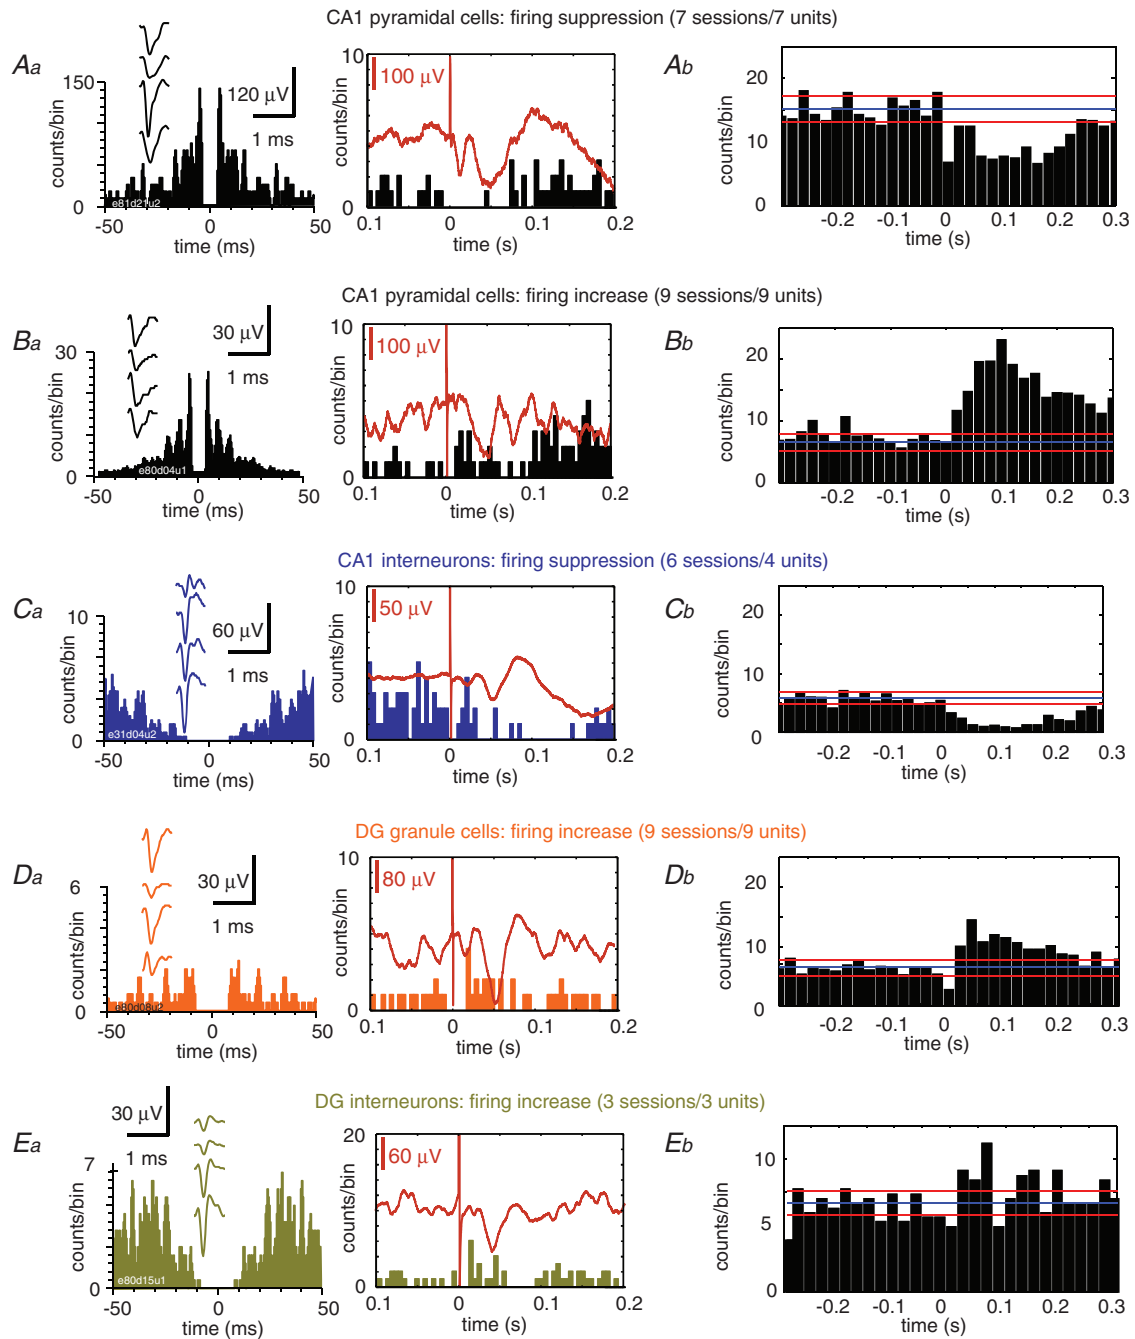 CA1 pyramidal cells: firing suppression (7 sessions/7 units)
Aa
150
counts/bin
0
120 µV
1 ms
e81d21u2
-50
0
50
time (ms)
10
100 µV
counts/bin
0
0.1
0
0.1
0.2
time (s)
Ab
20
10
0
counts/bin
-0.2
-0.1
0
0.1
0.2
0.3
time (s)
CA1 pyramidal cells: firing increase (9 sessions/9 units)
Ba
30
counts/bin
0
30 µV
1 ms
e80d04u1
-50
0
50
time (ms)
10
100 µV
counts/bin
0
0.1
0
0.1
0.2
time (s)
Bb
20
10
0
counts/bin
-0.2
-0.1
0
0.1
0.2
0.3
time (s)
CA1 interneurons: firing suppression (6 sessions/4 units)
Ca
10
counts/bin
0
60 µV
1 ms
e31d04u2
-50
0
50
time (ms)
10
50 µV
counts/bin
0
0.1
0
0.1
0.2
time (s)
Cb
20
10
0
counts/bin
-0.2
-0.1
0
0.1
0.2
0.3
time (s)
DG granule cells: firing increase (9 sessions/9 units)
Da
6
counts/bin
0
30 µV
1 ms
e80d08u2
-50
0
50
time (ms)
10
80 µV
counts/bin
0
0.1
0
0.1
0.2
time (s)
Db
20
10
0
counts/bin
-0.2
-0.1
0
0.1
0.2
0.3
time (s)
DG interneurons: firing increase (3 sessions/3 units)
Ea
30 µV
1 ms
7
counts/bin
0
e80d15u1
-50
0
50
time (ms)
20
60 µV
counts/bin
0
0.1
0
0.1
0.2
time (s)
Eb
10
5
0
counts/bin
-0.2
-0.1
0
0.1
0.2
0.3
time (s)